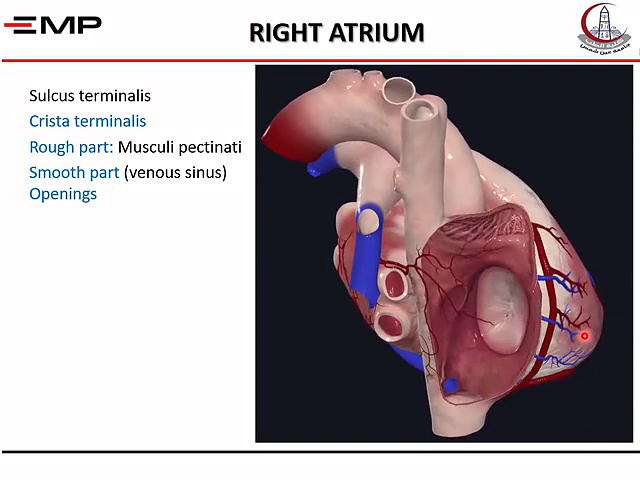 EMP
RIGHT ATRIUM
Sulcus terminalis
Crista terminalis
Rough part: Musculi pectinati
Smooth part (venous sinus)
Openings